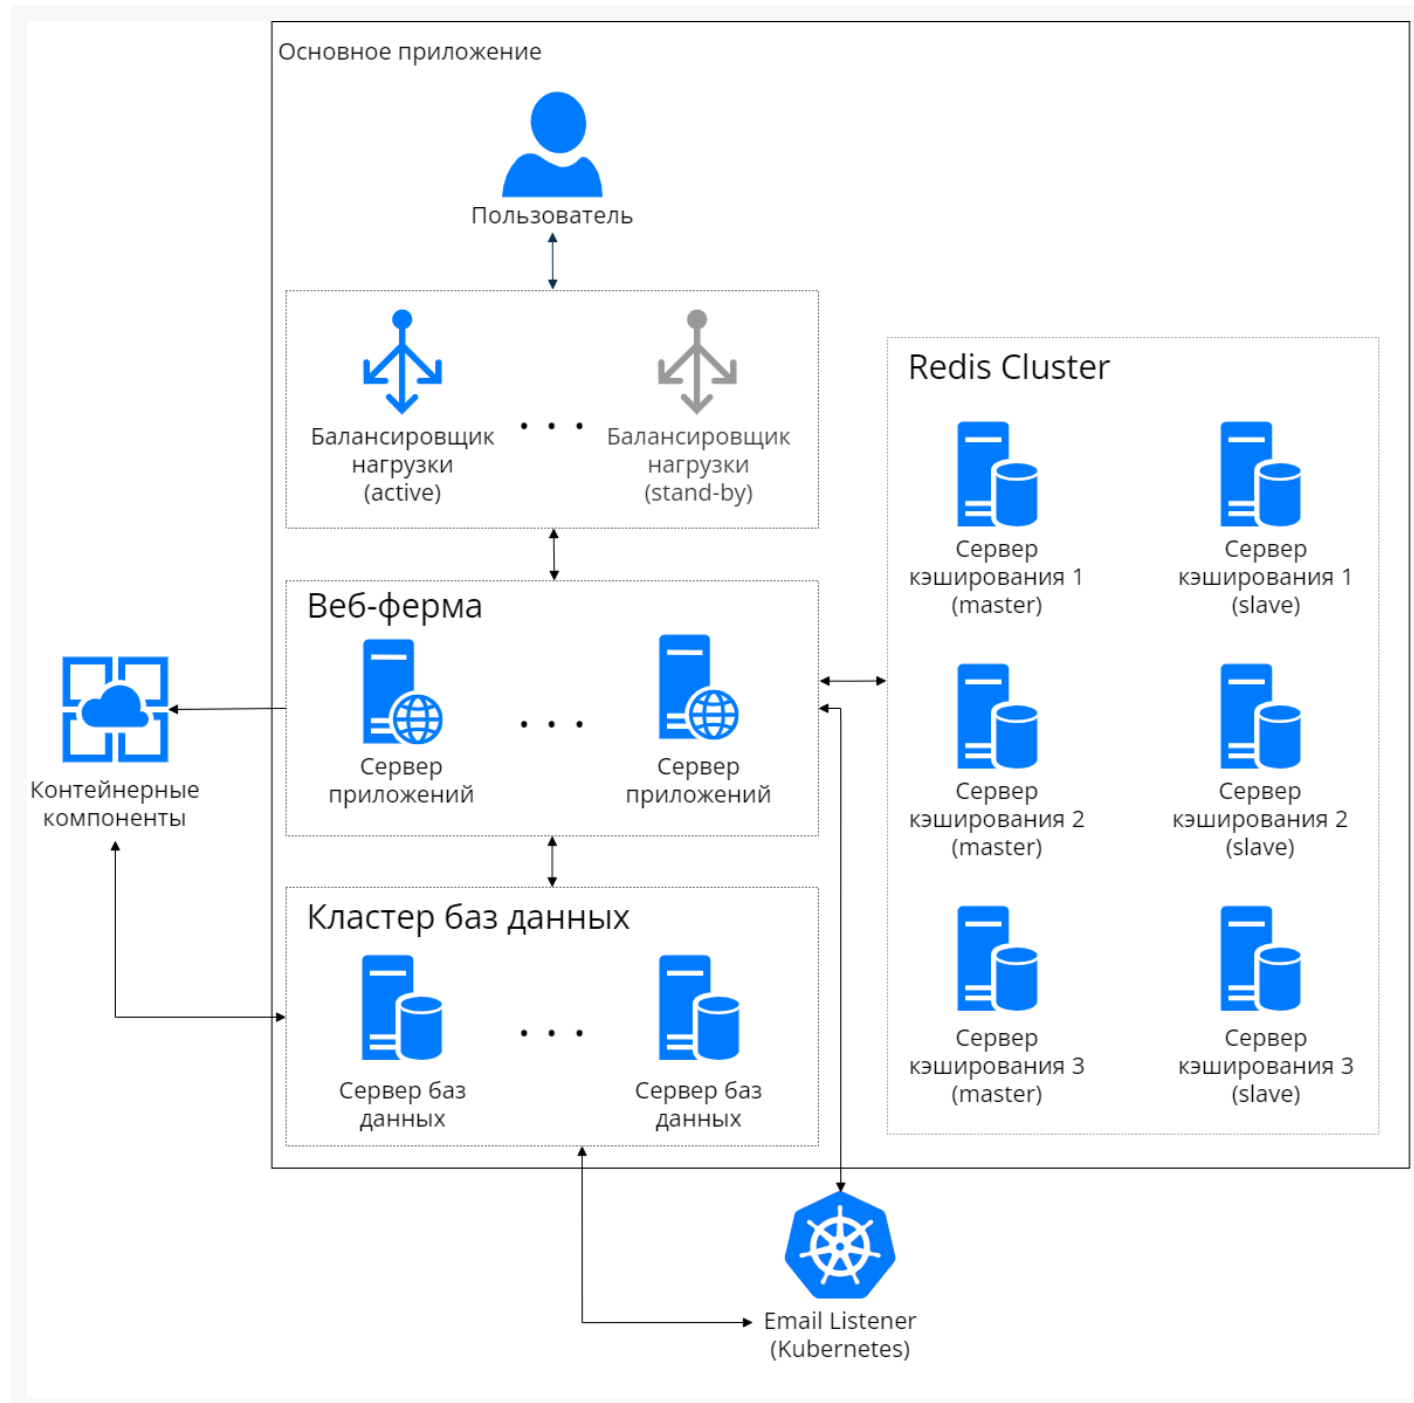 Основное приложение
Пользователь
Балансировщик
нагрузки
(active)
. . .
Балансировщик
нагрузки
(stand-by)
Веб-ферма
Сервер
приложений
. . .
Сервер
приложений
Контейнерные
компоненты
Кластер баз данных
Сервер баз
данных
. . .
Сервер баз
данных
Redis Cluster
Сервер
кэширования 1
(master)
Сервер
кэширования 1
(slave)
Сервер
кэширования 2
(master)
Сервер
кэширования 2
(slave)
Сервер
кэширования 3
(master)
Сервер
кэширования 3
(slave)
Email Listener
(Kubernetes)